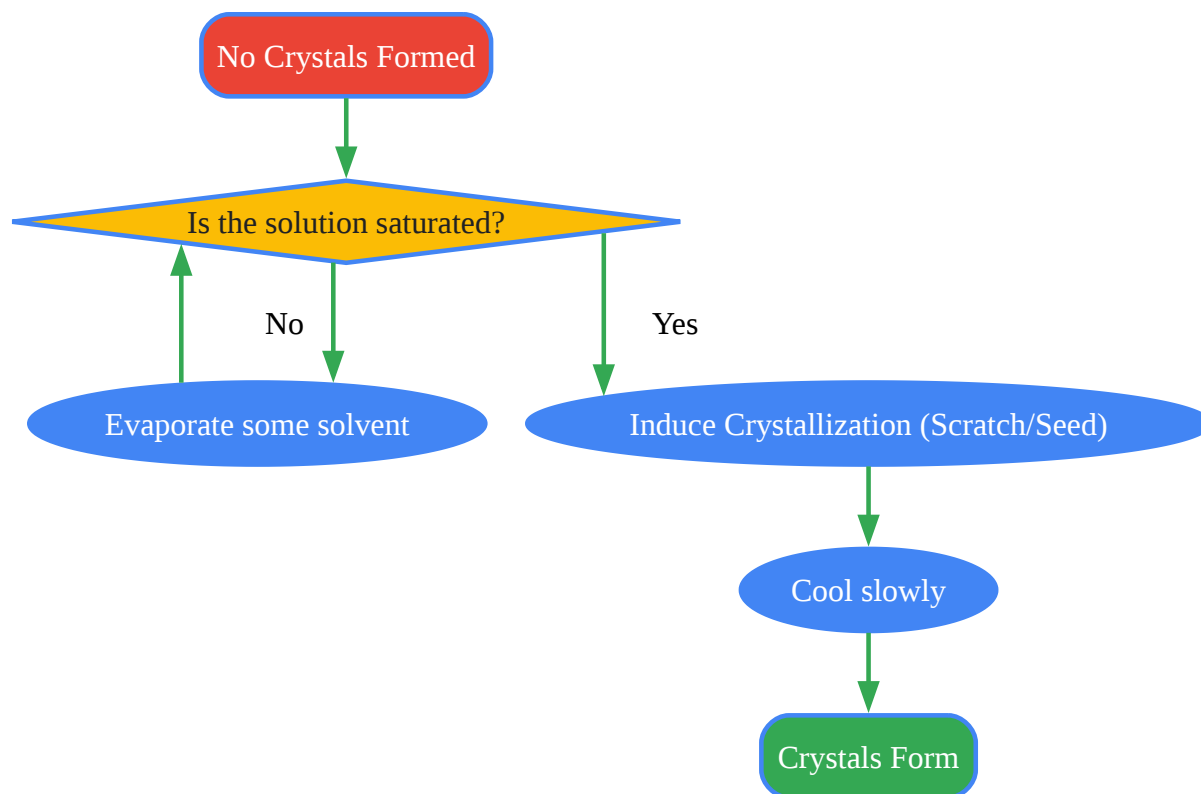 No Crystals Formed
Is the solution saturated?
No
Yes
Evaporate some solvent
Induce Crystallization (Scratch/Seed)
Cool slowly
Crystals Form